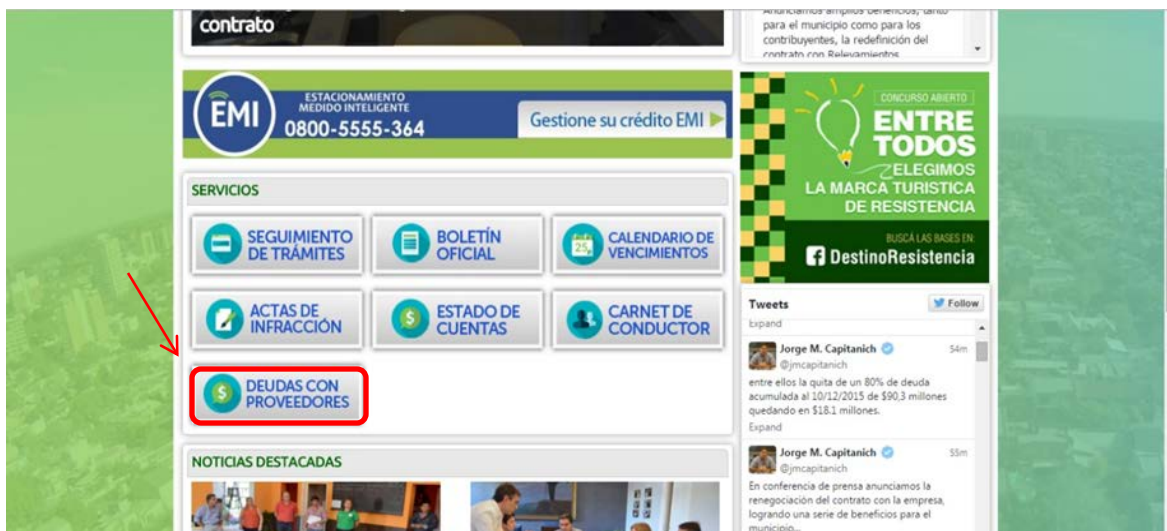 contrato
ESTACIONAMIENTO
MEDIDO INTELIGENTE
EMI
0800-5555-364
Gestione su crédito EMI
SERVICIOS
SEGUIMIENTO
DE TRÁMITES
BOLETÍN
OFICIAL
25
CALENDARIO DE
VENCIMIENTOS
ACTAS DE
INFRACCIÓN
$
ESTADO DE
CUENTAS
CARNET DE
CONDUCTOR
$
DEUDAS CON
PROVEEDORES
NOTICIAS DESTACADAS
Anunciamos amplios beneficios, tanto
para el municipio como para los
contribuyentes, la redefinición del
contrato con Relevamientos
CONCURSO ABIERTO
ENTRE
TODOS
ELEGIMOS
LA MARCA TURISTICA
DE RESISTENCIA
BUSCÁ LAS BASES EN:
f DestinoResistencia
Tweets
Follow
Expand
Jorge M. Capitanich 54m
@jmcapitanich
entre ellos la quita de un 80% de deuda
acumulada al 10/12/2015 de $90,3 millones
quedando en $18.1 millones.
Expand
Jorge M. Capitanich 55m
@jmcapitanich
En conferencia de prensa anunciamos la
renegociación del contrato con la empresa,
logrando una serie de beneficios para el
municipio...